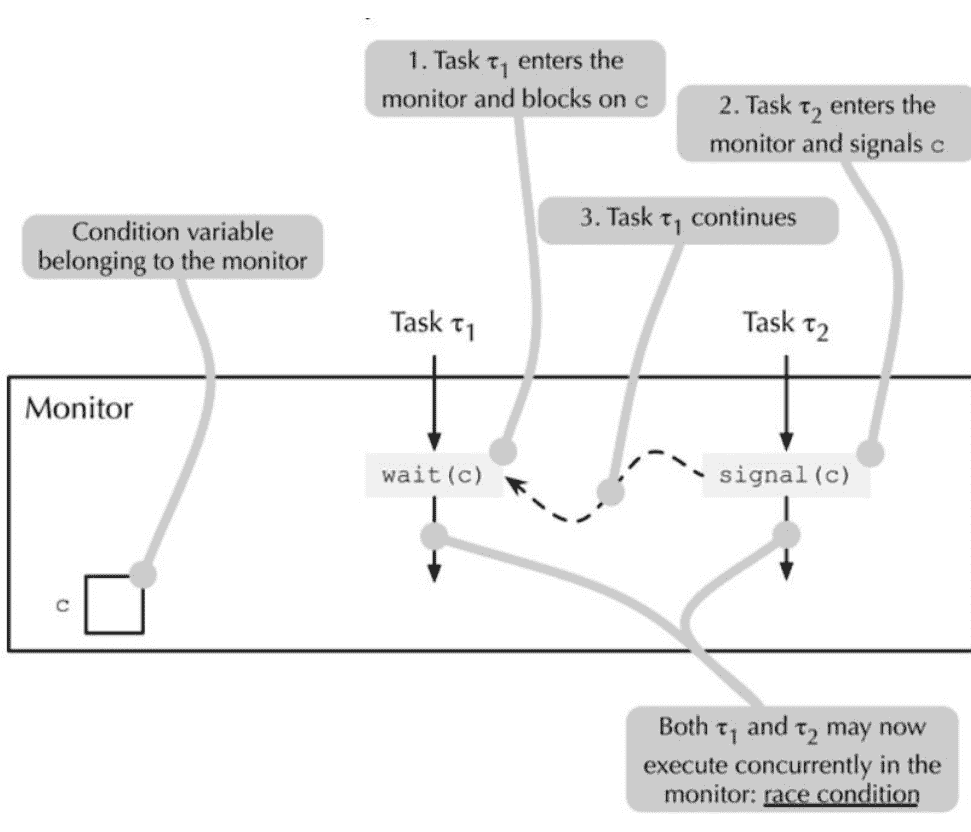 1. Task τ1 enters the
monitor and blocks on c
2. Task τ2 enters the
monitor and signals c
3. Task τ1 continues
Condition variable
belonging to the monitor
Task τ1
Task τ2
Monitor
wait(c)
signal(c)
c
Both τ1 and τ2 may now
execute concurrently in the
monitor: race condition